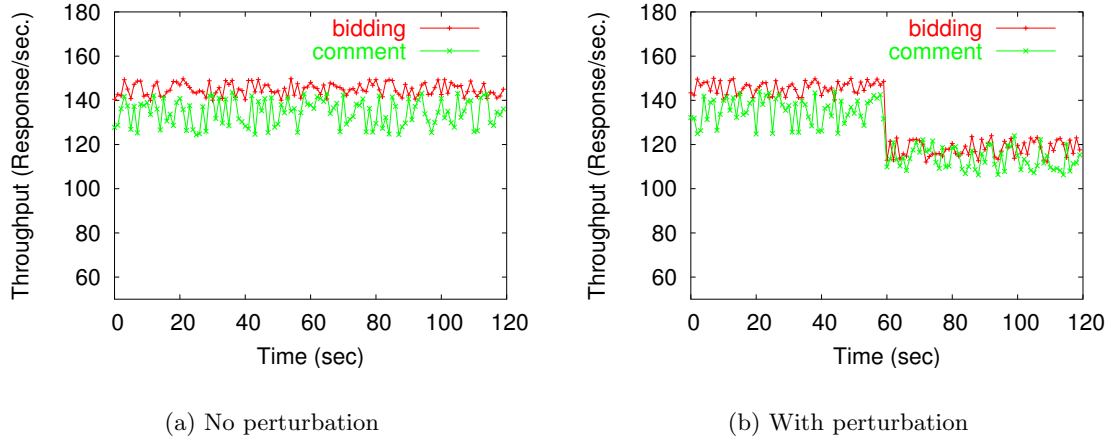 180
160
140
120
100
80
60
0 20 40 60 80 100 120
Throughput (Response/sec.)
Time (sec)
bidding
comment
(a) No perturbation
180
160
140
120
100
80
60
0 20 40 60 80 100 120
Throughput (Response/sec.)
Time (sec)
bidding
comment
(b) With perturbation